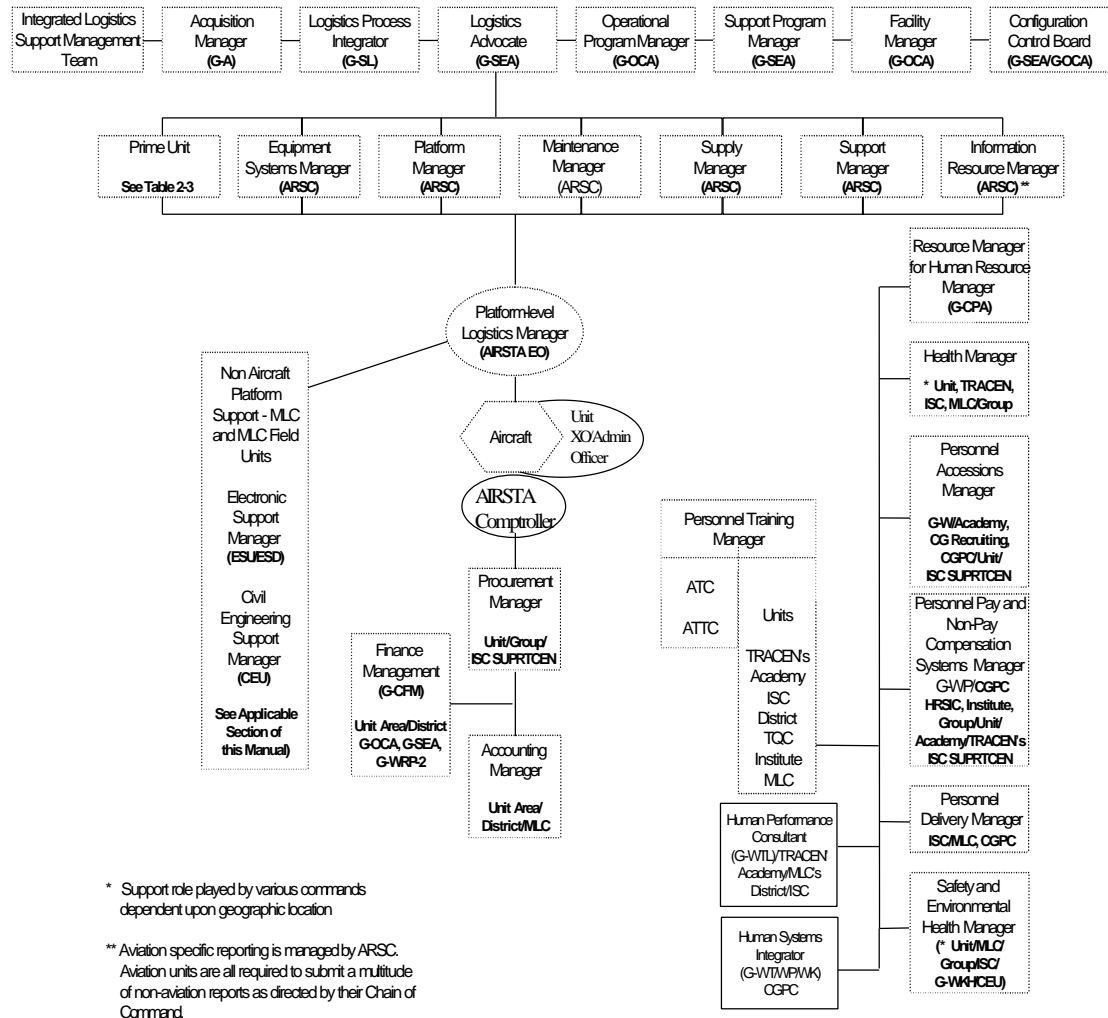 Integrated Logistics
Support Management
Team
Acquisition
Manager
(G-A)
Logistics Process
Integrator
(G-SL)
Logistics
Advocate
(G-SEA)
Operational
Program Manager
(G-OCA)
Support Program
Manager
(G-SEA)
Facility
Manager
(G-OCA)
Configuration
Control Board
(G-SEA/GOCA)
Prime Unit
See Table 2-3
Equipment
Systems Manager
(ARSC)
Platform
Manager
(ARSC)
Maintenance
Manager
(ARSC)
Supply
Manager
(ARSC)
Support
Manager
(ARSC)
Information
Resource Manager
(ARSC) **
Platform-level
Logistics Manager
(AIRSTA EO)
Non Aircraft
Platform
Support - MLC
and MLC Field
Units
Electronic
Support
Manager
(ESU/ESD)
Civil
Engineering
Support
Manager
(CEU)
See Applicable
Section of
this Manual)
Aircraft
Unit
XO/Admin
Officer
AIRSTA
Comptroller
Procurement
Manager
Unit/Group/
ISC SUPRTCEN
Finance
Management
(G-CFM)
Unit Area/District
G-OCA, G-SEA,
G-WRP-2
Accounting
Manager
Unit Area/
District/MLC
Personnel Training
Manager
ATC
ATTC
Units
TRACEN's
Academy
ISC
District
TQC
Institute
MLC
Human Performance
Consultant
(G-WTL)/TRACEN'
Academy/MLC's
District/ISC
Human Systems
Integrator
(G-WT/WP/WK)
CGPC
Resource Manager
for Human Resource
Manager
(G-CPA)
Health Manager
* Unit, TRACEN,
ISC, MLC/Group
Personnel
Accessions
Manager
G-W/Academy,
CG Recruiting,
CGPC/Unit/
ISC SUPRTCEN
Personnel Pay and
Non-Pay
Compensation
Systems Manager
G-WP/CGPC
HRSIC, Institute,
Group/Unit/
Academy/TRACEN's
ISC SUPRTCEN
Personnel
Delivery Manager
ISC/MLC, CGPC
Safety and
Environmental
Health Manager
(* Unit/MLC/
Group/ISC/
G-WKH/CEU)
* Support role played by various commands
dependent upon geographic location
** Aviation specific reporting is managed by ARSC.
Aviation units are all required to submit a multitude
of non-aviation reports as directed by their Chain of
Command.